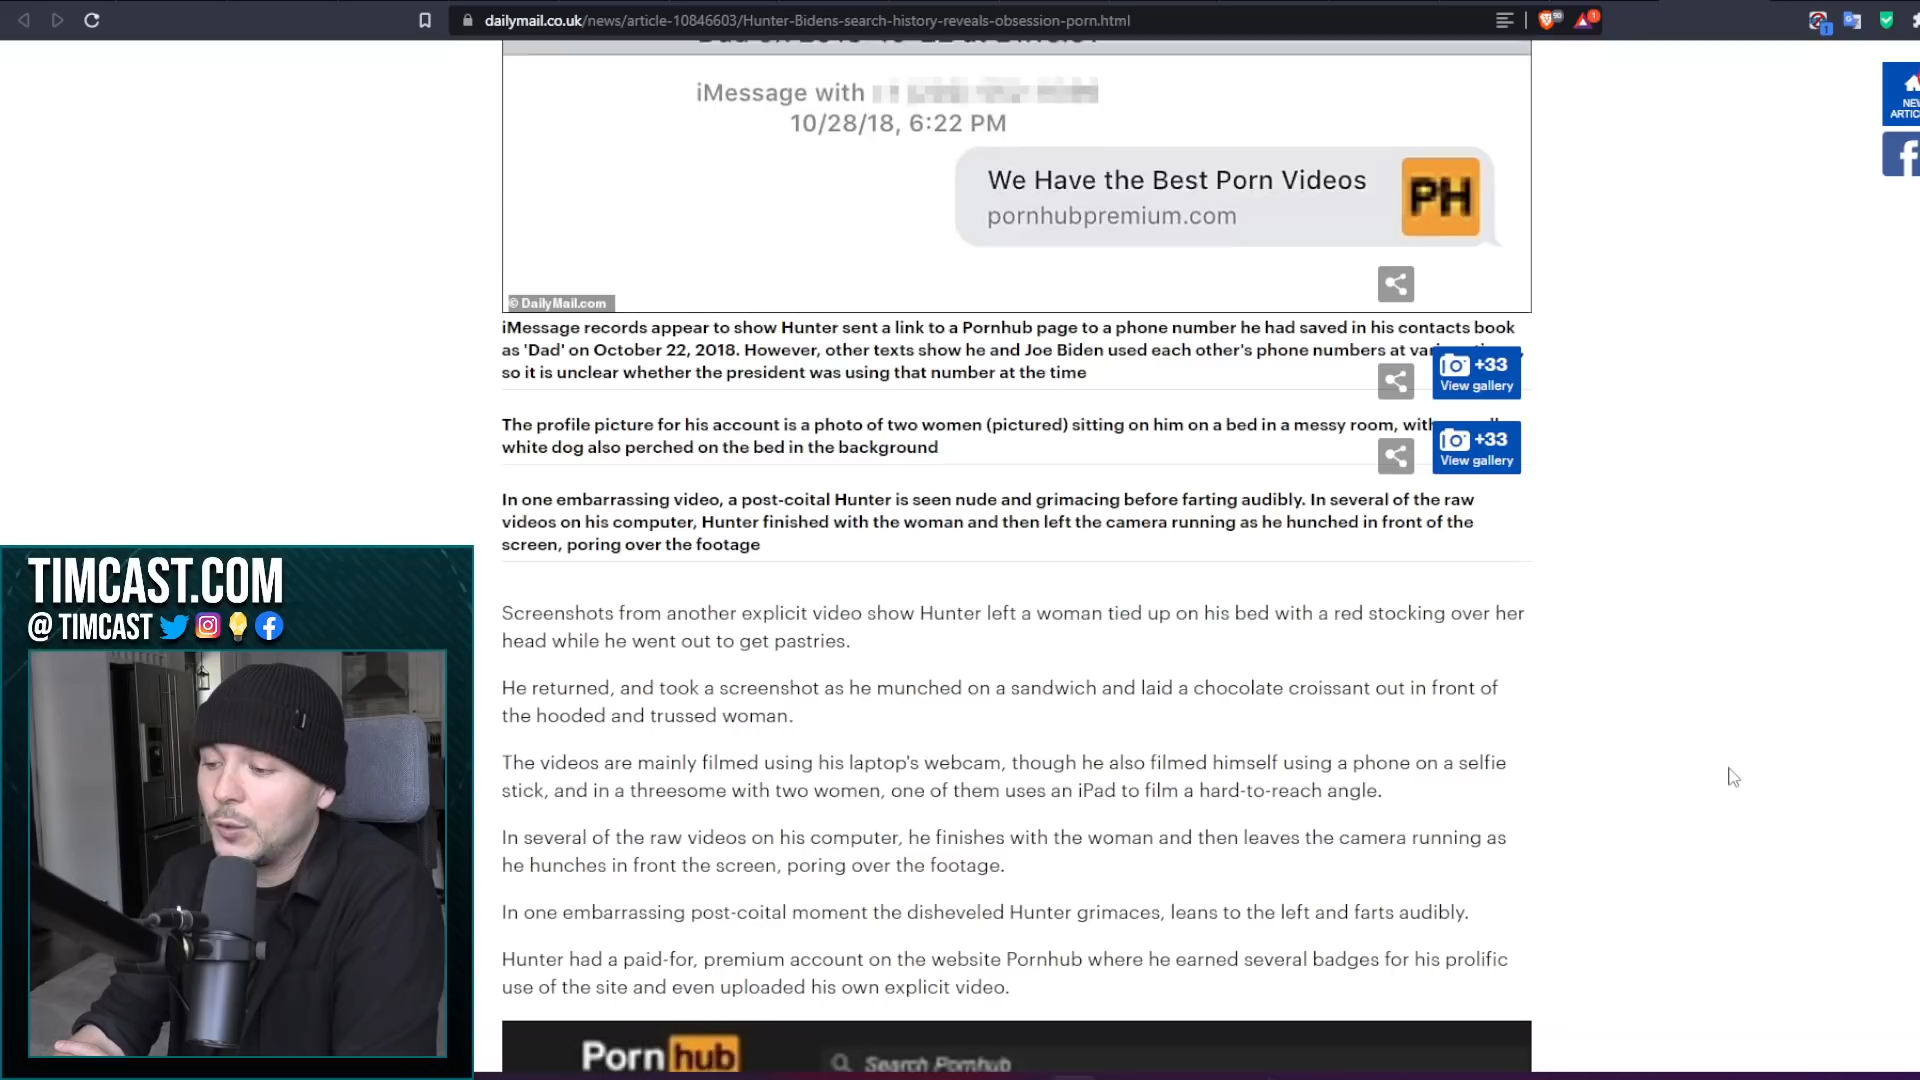 dailymail.co.uk/news/article-10846603/Hunter-Bidens-search-history-reveals-obsession-porn.html
iMessage with
10/28/18, 6:22 PM
We Have the Best Porn Videos
pornhubpremium.com
PH
© DailyMail.com
iMessage records appear to show Hunter sent a link to a Pornhub page to a phone number he had saved in his contacts book
as 'Dad' on October 22, 2018. However, other texts show he and Joe Biden used each other's phone numbers at
so it is unclear whether the president was using that number at the time
+33
View gallery
The profile picture for his account is a photo of two women (pictured) sitting on him on a bed in a messy room,
white dog also perched on the bed in the background
+33
View gallery
In one embarrassing video, a post-coital Hunter is seen nude and grimacing before farting audibly. In several of the raw
videos on his computer, Hunter finished with the woman and then left the camera running as he hunched in front of the
screen, poring over the footage
Screenshots from another explicit video show Hunter left a woman tied up on his bed with a red stocking over her
head while he went out to get pastries.
He returned, and took a screenshot as he munched on a sandwich and laid a chocolate croissant out in front of
the hooded and trussed woman.
The videos are mainly filmed using his laptop's webcam, though he also filmed himself using a phone on a selfie
stick, and in a threesome with two women, one of them uses an iPad to film a hard-to-reach angle.
In several of the raw videos on his computer, he finishes with the woman and then leaves the camera running as
he hunches in front the screen, poring over the footage.
In one embarrassing post-coital moment the disheveled Hunter grimaces, leans to the left and farts audibly.
Hunter had a paid-for, premium account on the website Pornhub where he earned several badges for his prolific
use of the site and even uploaded his own explicit video.
Pornhub
Search Pornhub
TIMCAST.COM
@ TIMCAST